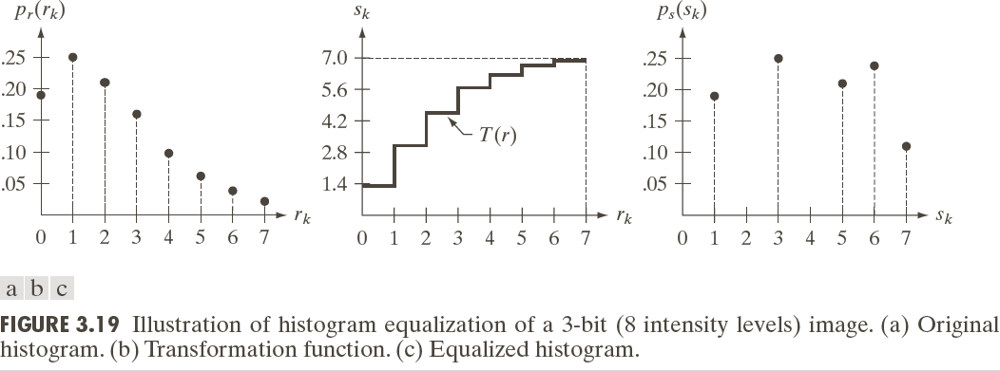 pr(rk) sk ps(sk)
.25 7.0 .25
.20 5.6 .20
.15 4.2 T(r) .15
.10 2.8 .10
.05 1.4 .05
rk rk sk
0 1 2 3 4 5 6 7 0 1 2 3 4 5 6 7 0 1 2 3 4 5 6 7
a b c
FIGURE 3.19 Illustration of histogram equalization of a 3-bit (8 intensity levels) image. (a) Original
histogram. (b) Transformation function. (c) Equalized histogram.